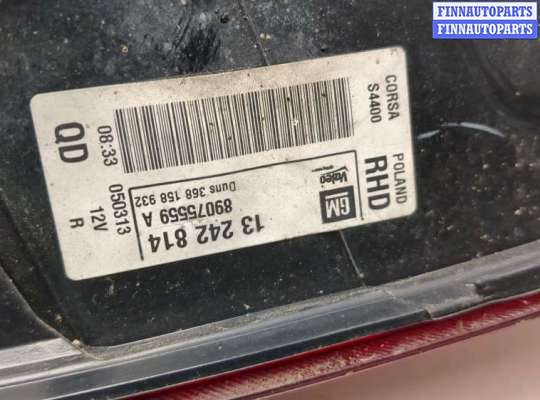 FINNAUTOPARTS
FINNAUTOPARTS
CORSA
S4400
POLAND
RHD
GM
Valeo
13 242 814
89075559 A
Duns 368 158 932
QD
08:33
050313
12V
R